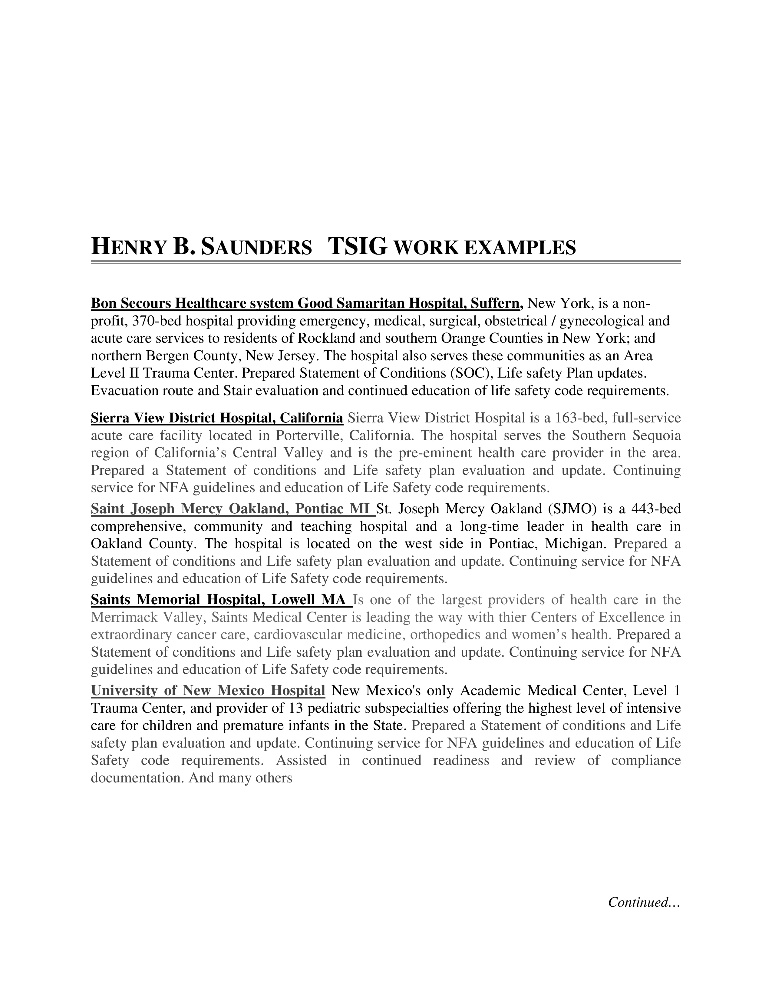 HENRY B. SAUNDERS TSIG WORK EXAMPLES
Bon Secours Healthcare system Good Samaritan Hospital, Suffern, New York, is a non-
profit, 370-bed hospital providing emergency, medical, surgical, obstetrical / gynecological and
acute care services to residents of Rockland and southern Orange Counties in New York; and
northern Bergen County, New Jersey. The hospital also serves these communities as an Area
Level II Trauma Center. Prepared Statement of Conditions (SOC), Life safety Plan updates.
Evacuation route and Stair evaluation and continued education of life safety code requirements.
Sierra View District Hospital, California Sierra View District Hospital is a 163-bed, full-service
acute care facility located in Porterville, California. The hospital serves the Southern Sequoia
region of California's Central Valley and is the pre-eminent health care provider in the area.
Prepared a Statement of conditions and Life safety plan evaluation and update. Continuing
service for NFA guidelines and education of Life Safety code requirements.
Saint Joseph Mercy Oakland, Pontiac MI St. Joseph Mercy Oakland (SJMO) is a 443-bed
comprehensive, community and teaching hospital and a long-time leader in health care in
Oakland County. The hospital is located on the west side in Pontiac, Michigan. Prepared a
Statement of conditions and Life safety plan evaluation and update. Continuing service for NFA
guidelines and education of Life Safety code requirements.
Saints Memorial Hospital, Lowell MA Is one of the largest providers of health care in the
Merrimack Valley, Saints Medical Center is leading the way with thier Centers of Excellence in
extraordinary cancer care, cardiovascular medicine, orthopedics and women's health. Prepared a
Statement of conditions and Life safety plan evaluation and update. Continuing service for NFA
guidelines and education of Life Safety code requirements.
University of New Mexico Hospital New Mexico's only Academic Medical Center, Level 1
Trauma Center, and provider of 13 pediatric subspecialties offering the highest level of intensive
care for children and premature infants in the State. Prepared a Statement of conditions and Life
safety plan evaluation and update. Continuing service for NFA guidelines and education of Life
Safety code requirements. Assisted in continued readiness and review of compliance
documentation. And many others
Continued…